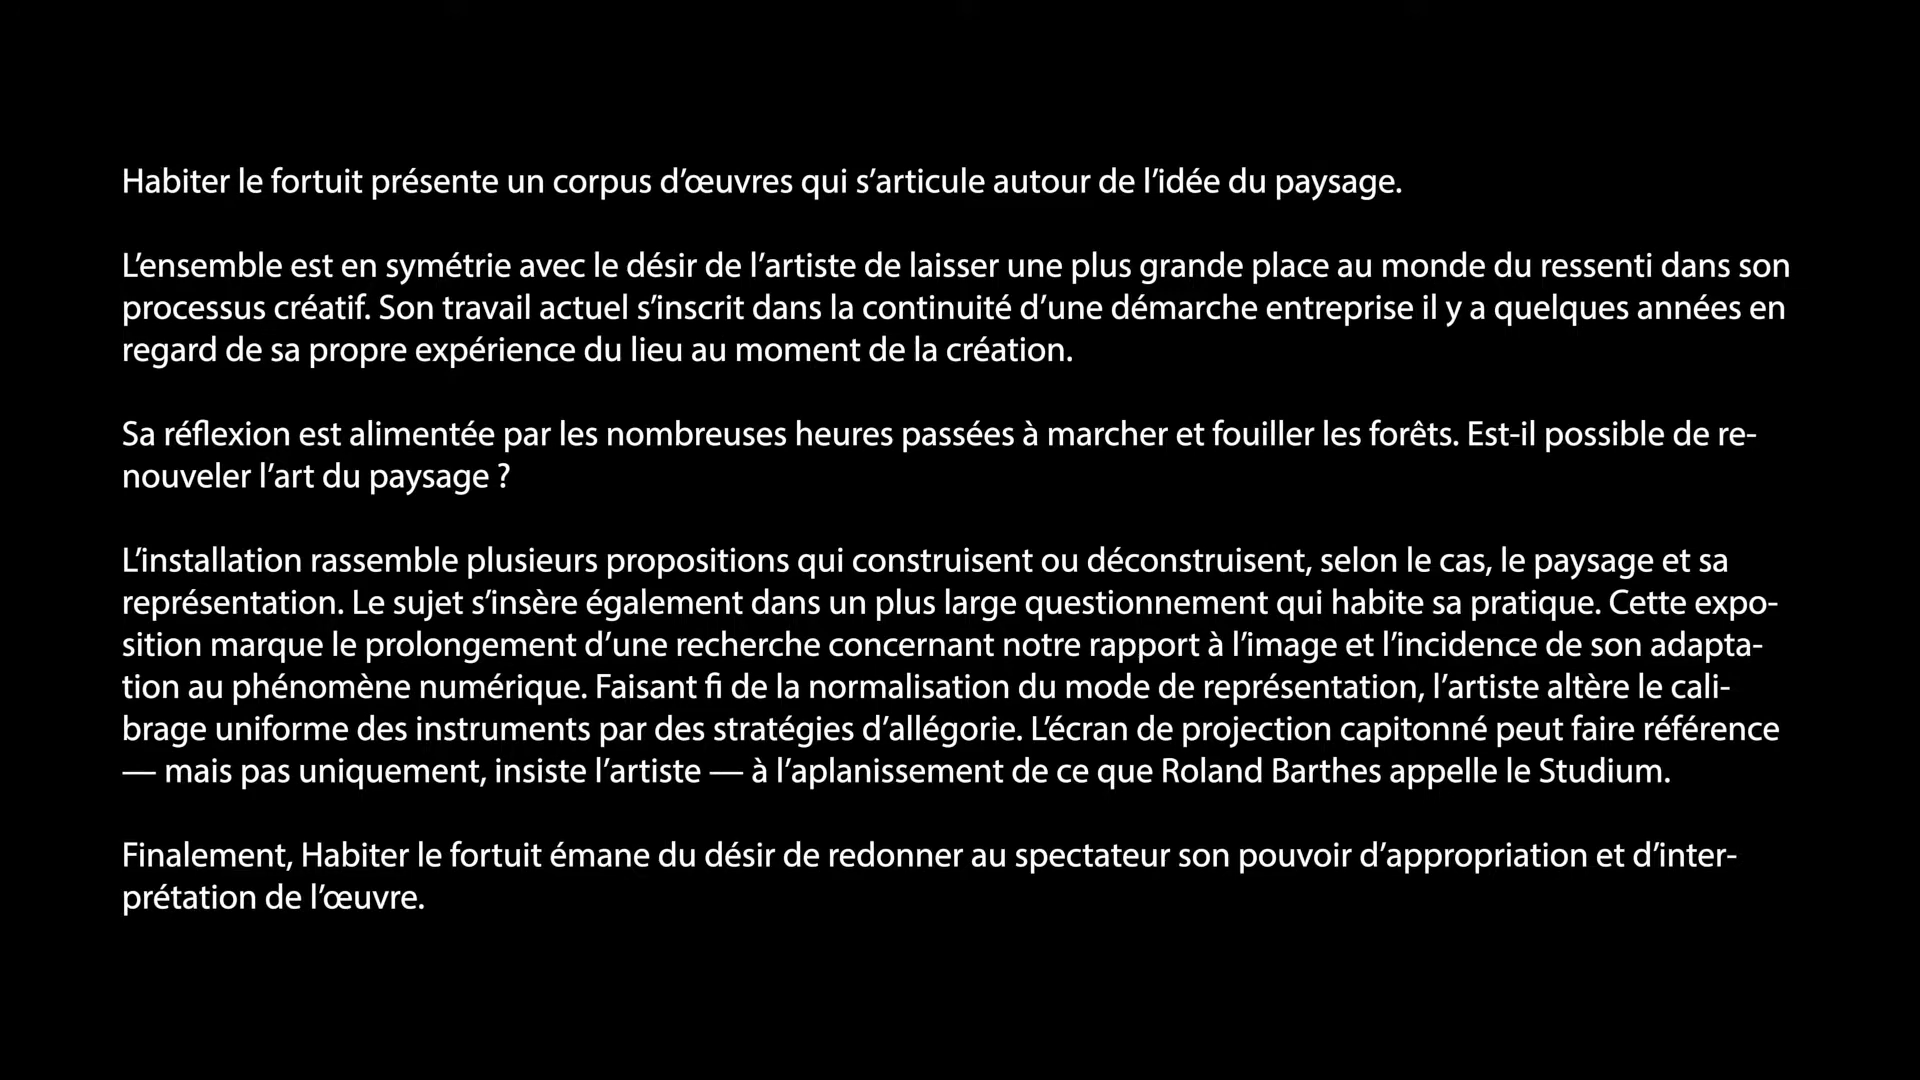 Habiter le fortuit présente un corpus d’œuvres qui s’articule autour de l’idée du paysage.
L’ensemble est en symétrie avec le désir de l’artiste de laisser une plus grande place au monde du ressenti dans son
processus créatif. Son travail actuel s’inscrit dans la continuité d’une démarche entreprise il y a quelques années en
regard de sa propre expérience du lieu au moment de la création.
Sa réflexion est alimentée par les nombreuses heures passées à marcher et fouiller les forêts. Est-il possible de re-
nouveler l’art du paysage ?
L’installation rassemble plusieurs propositions qui construisent ou déconstruisent, selon le cas, le paysage et sa
représentation. Le sujet s’insère également dans un plus large questionnement qui habite sa pratique. Cette expo-
sition marque le prolongement d’une recherche concernant notre rapport à l’image et l’incidence de son adapta-
tion au phénomène numérique. Faisant fi de la normalisation du mode de représentation, l’artiste altère le cali-
brage uniforme des instruments par des stratégies d’allégorie. L’écran de projection capitonné peut faire référence
— mais pas uniquement, insiste l’artiste — à l’aplanissement de ce que Roland Barthes appelle le Studium.
Finalement, Habiter le fortuit émane du désir de redonner au spectateur son pouvoir d’appropriation et d’inter-
prétation de l’œuvre.